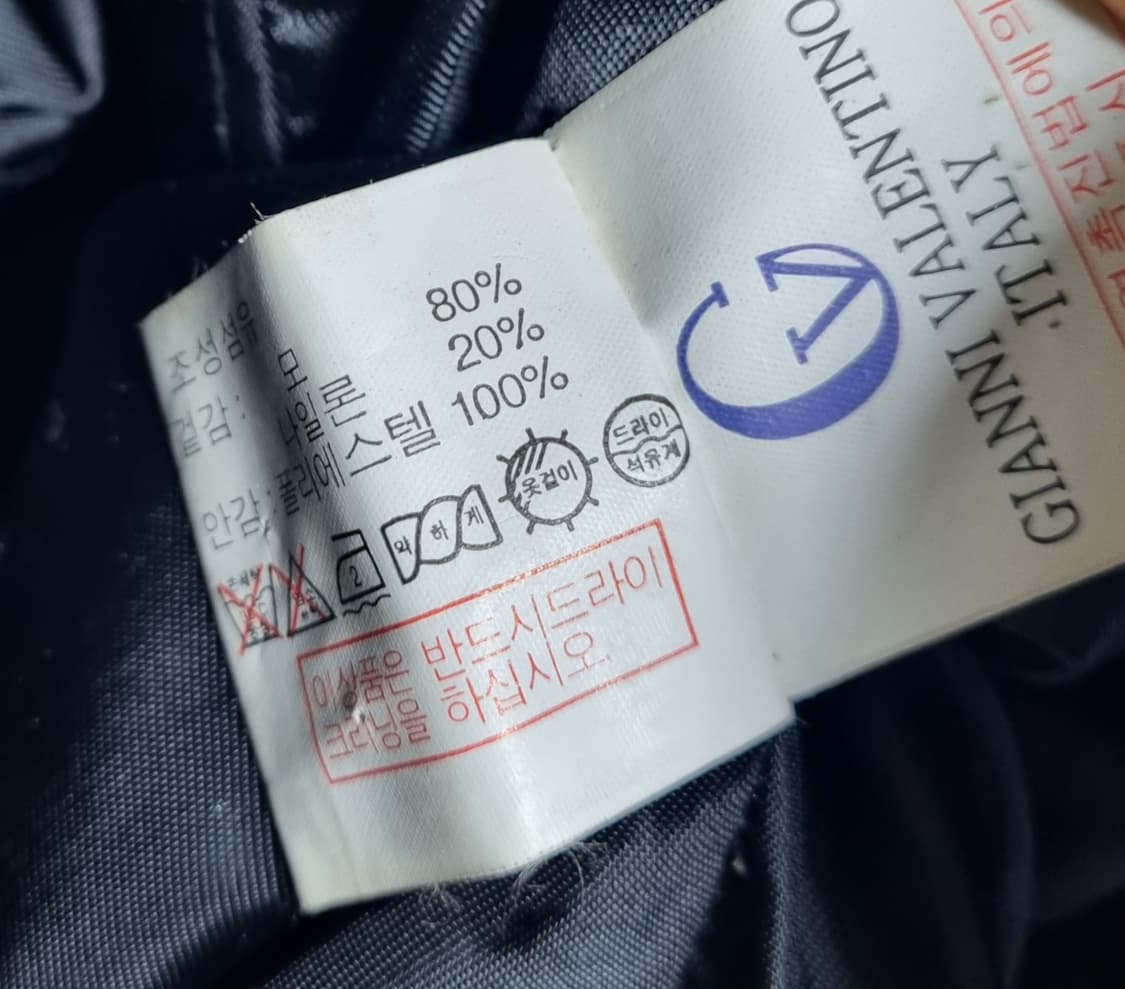 조성섬유
겉감: 모 80%
나일론 20%
안감: 폴리에스텔 100%
2
약하게
옷걸이
드라이
석유계
이상품은 반드시드라이
크리닝을 하십시오.
GV
GIANNI VALENTINO
.ITALY